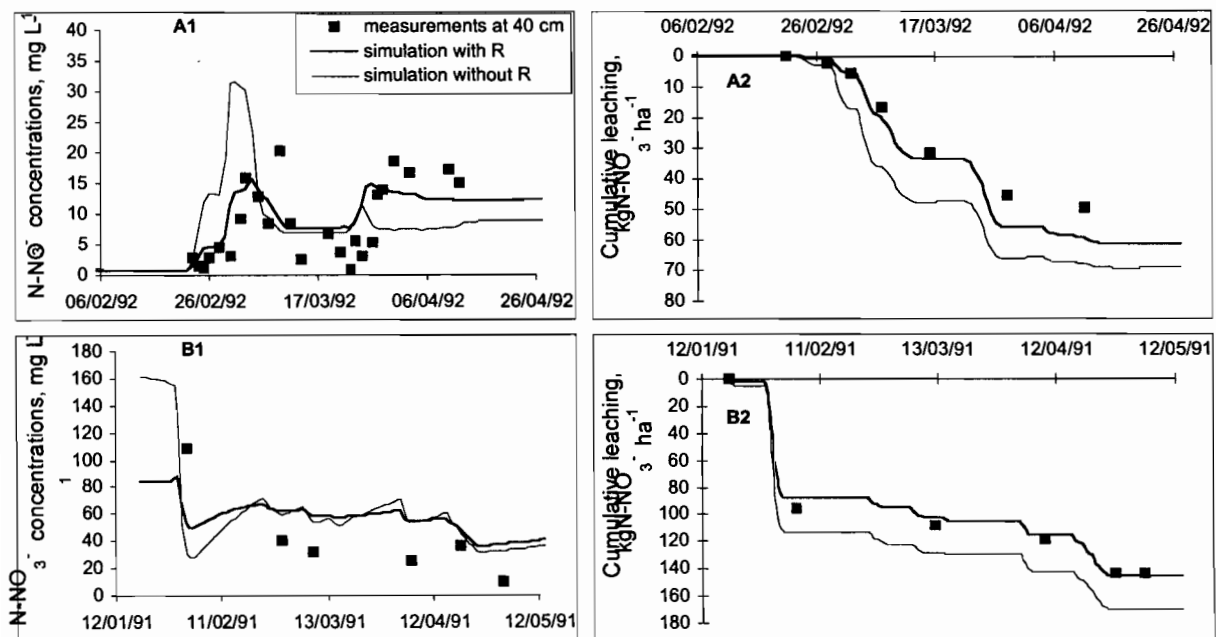 A1
N-NO3- concentrations, mg L-1
40
35
30
25
20
15
10
5
0
06/02/92 26/02/92 17/03/92 06/04/92 26/04/92
measurements at 40 cm
simulation with R
simulation without R
A2
06/02/92 26/02/92 17/03/92 06/04/92 26/04/92
Cumulative leaching,
kgN-NO3- ha-1
0
10
20
30
40
50
60
70
80
B1
N-NO3- concentrations, mg L-1
180
160
140
120
100
80
60
40
20
0
12/01/91 11/02/91 13/03/91 12/04/91 12/05/91
B2
12/01/91 11/02/91 13/03/91 12/04/91 12/05/91
Cumulative leaching,
kgN-NO3- ha-1
0
20
40
60
80
100
120
140
160
180